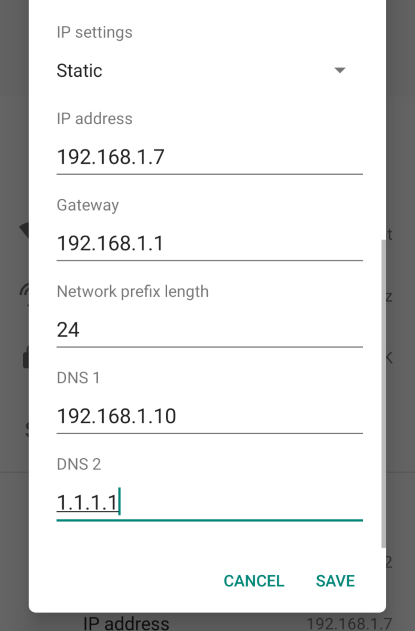 IP settings
Static
IP address
192.168.1.7
Gateway
192.168.1.1
Network prefix length
24
DNS 1
192.168.1.10
DNS 2
1.1.1.1
CANCEL SAVE
IP address 192.168.1.7